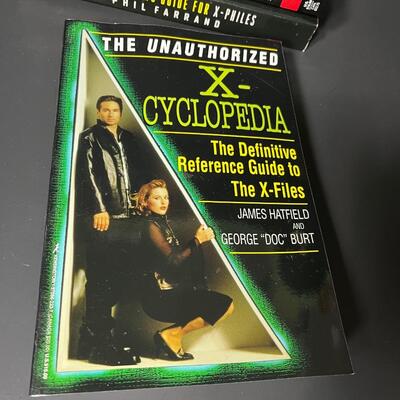 GUIDE FOR X-PHILES
PHIL FARRAND
THE UNAUTHORIZED
X-
CYCLOPEDIA
The Definitive
Reference Guide to
The X-Files
JAMES HATFIELD
AND
GEORGE "DOC" BURT